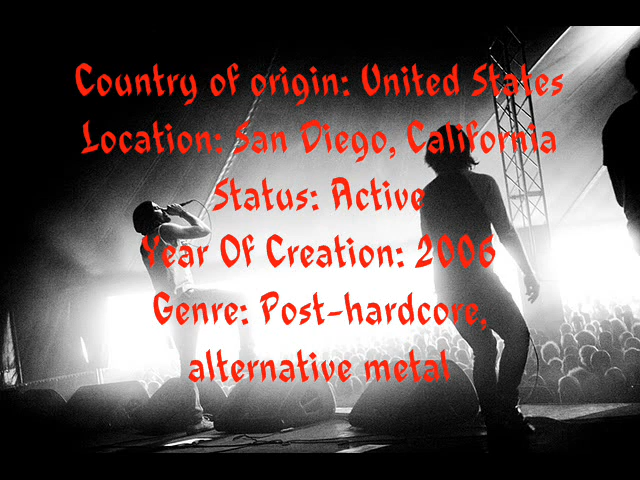 Country of origin: United States
Location: San Diego, California
Status: Active
Year Of Creation: 2006
Genre: Post-hardcore,
alternative metal